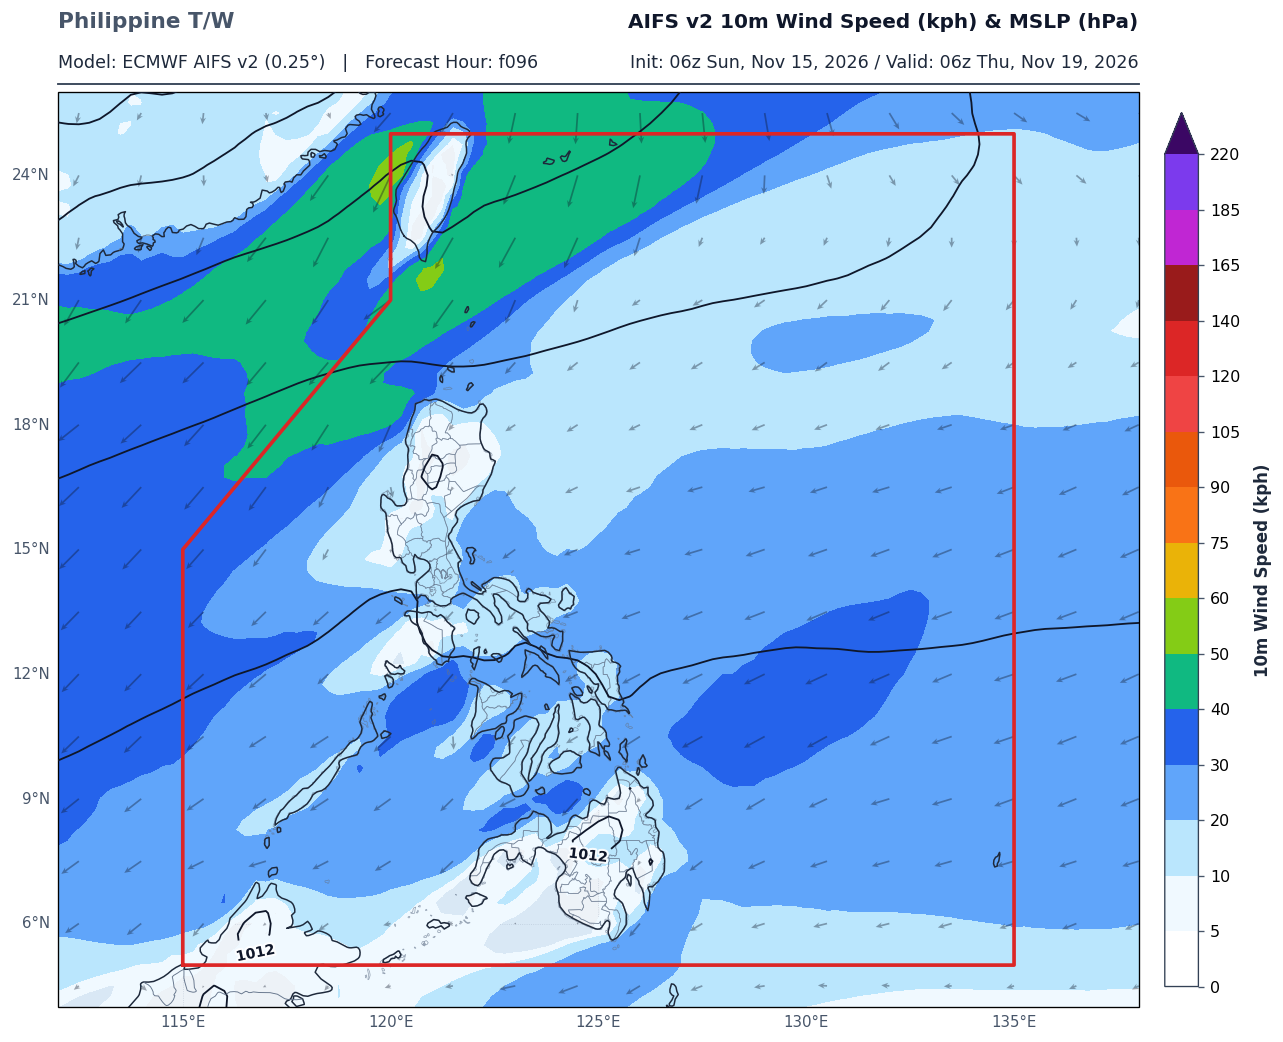 Philippine T/W
AIFS v2 10m Wind Speed (kph) & MSLP (hPa)
Model: ECMWF AIFS v2 (0.25°) | Forecast Hour: f096
Init: 06z Sun, Nov 15, 2026 / Valid: 06z Thu, Nov 19, 2026
24°N
21°N
18°N
15°N
12°N
9°N
6°N
1012
1012
115°E
120°E
125°E
130°E
135°E
220
185
165
140
120
105
90
75
60
50
40
30
20
10
5
0
10m Wind Speed (kph)